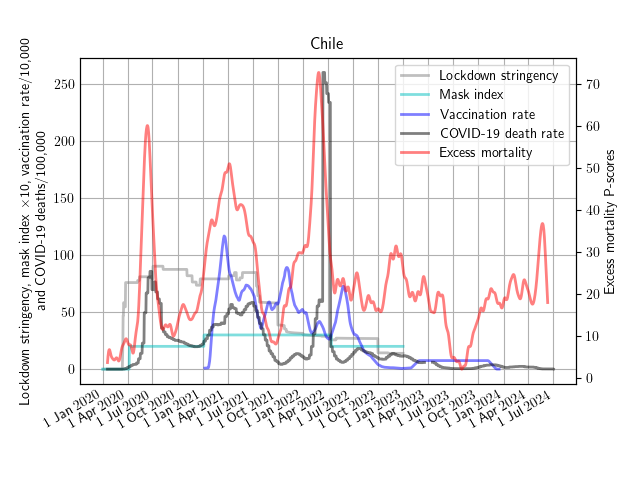 Chile
Lockdown stringency, mask index ×10, vaccination rate/10,000
and COVID-19 deaths/100,000
250
200
150
100
50
0
Lockdown stringency
Mask index
Vaccination rate
COVID-19 death rate
Excess mortality
70
60
50
40
30
20
10
0
Excess mortality P-scores
1 Jan 2020
1 Apr 2020
1 Jul 2020
1 Oct 2020
1 Jan 2021
1 Apr 2021
1 Jul 2021
1 Oct 2021
1 Jan 2022
1 Apr 2022
1 Jul 2022
1 Oct 2022
1 Jan 2023
1 Apr 2023
1 Jul 2023
1 Oct 2023
1 Jan 2024
1 Apr 2024
1 Jul 2024